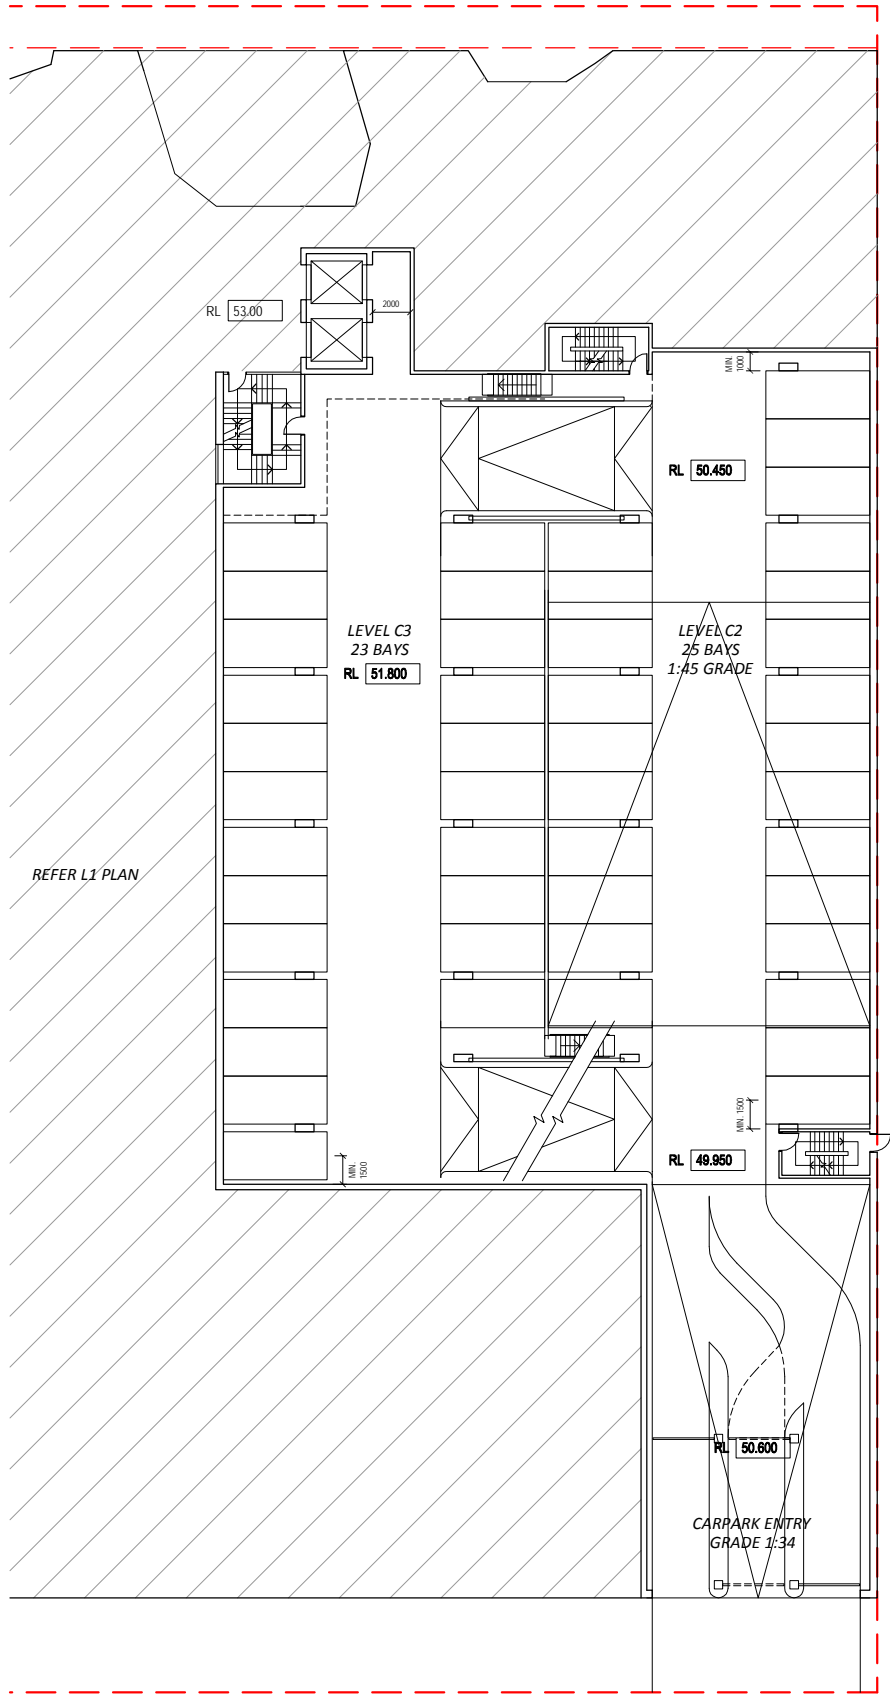 RL 53.00
2000
MIN.
1000
RL 50.450
LEVEL C3
23 BAYS
RL 51.800
LEVEL C2
25 BAYS
1:45 GRADE
REFER L1 PLAN
MIN. 1500
MIN.
1500
RL 49.950
RL 50.600
CARPARK ENTRY
GRADE 1:34